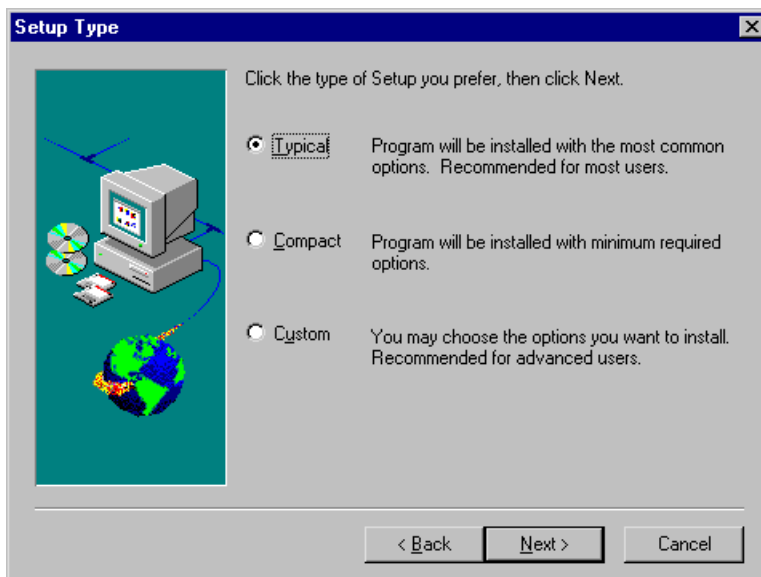 Setup Type
Click the type of Setup you prefer, then click Next.
Typical
Program will be installed with the most common
options. Recommended for most users.
Compact
Program will be installed with minimum required
options.
Custom
You may choose the options you want to install.
Recommended for advanced users.
< Back
Next >
Cancel